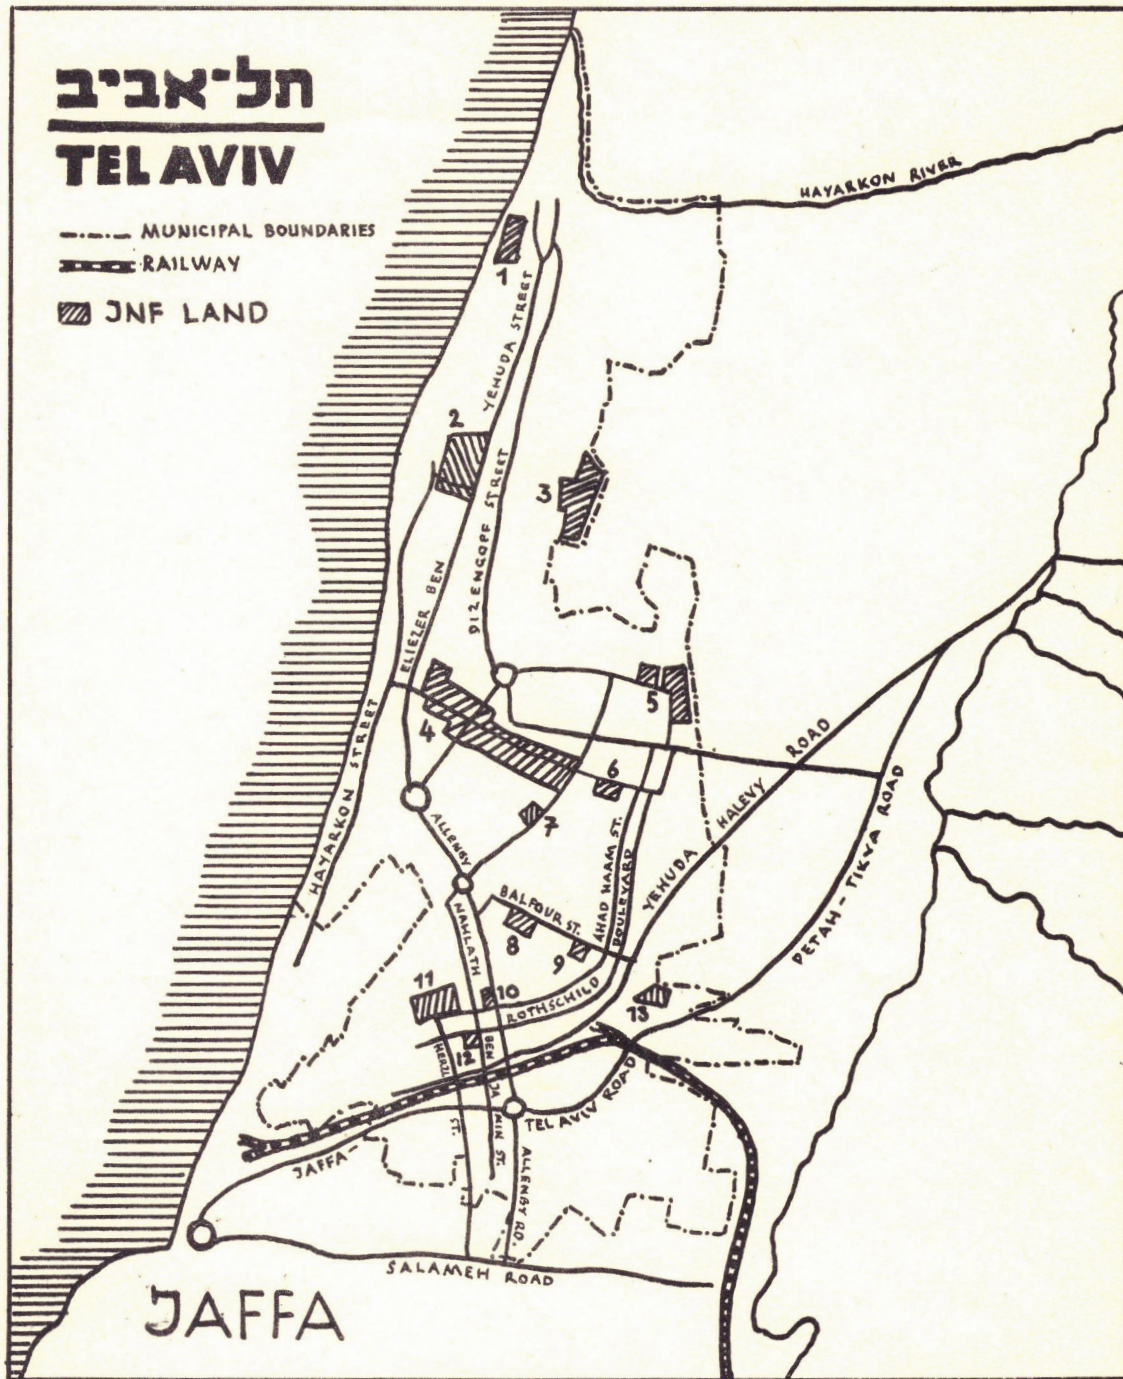 תל-אביב
TEL AVIV
MUNICIPAL BOUNDARIES
RAILWAY
JNF LAND
HAYARKON RIVER
1
YEHUDA STREET
2
DIZENGOFF STREET
3
ELIEZER BEN
5
4
HAYARKON STREET
6
7
ALLENBY
ROAD
HALEVY
YEHUDA
PETAH-TIKVA ROAD
AHAD HAAM ST.
BOULEVARD
BALFOUR ST.
8
9
NAHLATH
11
10
ROTHSCHILD
13
12
HERZL
BEN
JA
MIN ST.
ST.
TEL AVIV ROAD
JAFFA-
ALLENBY RD.
SALAMEH ROAD
JAFFA